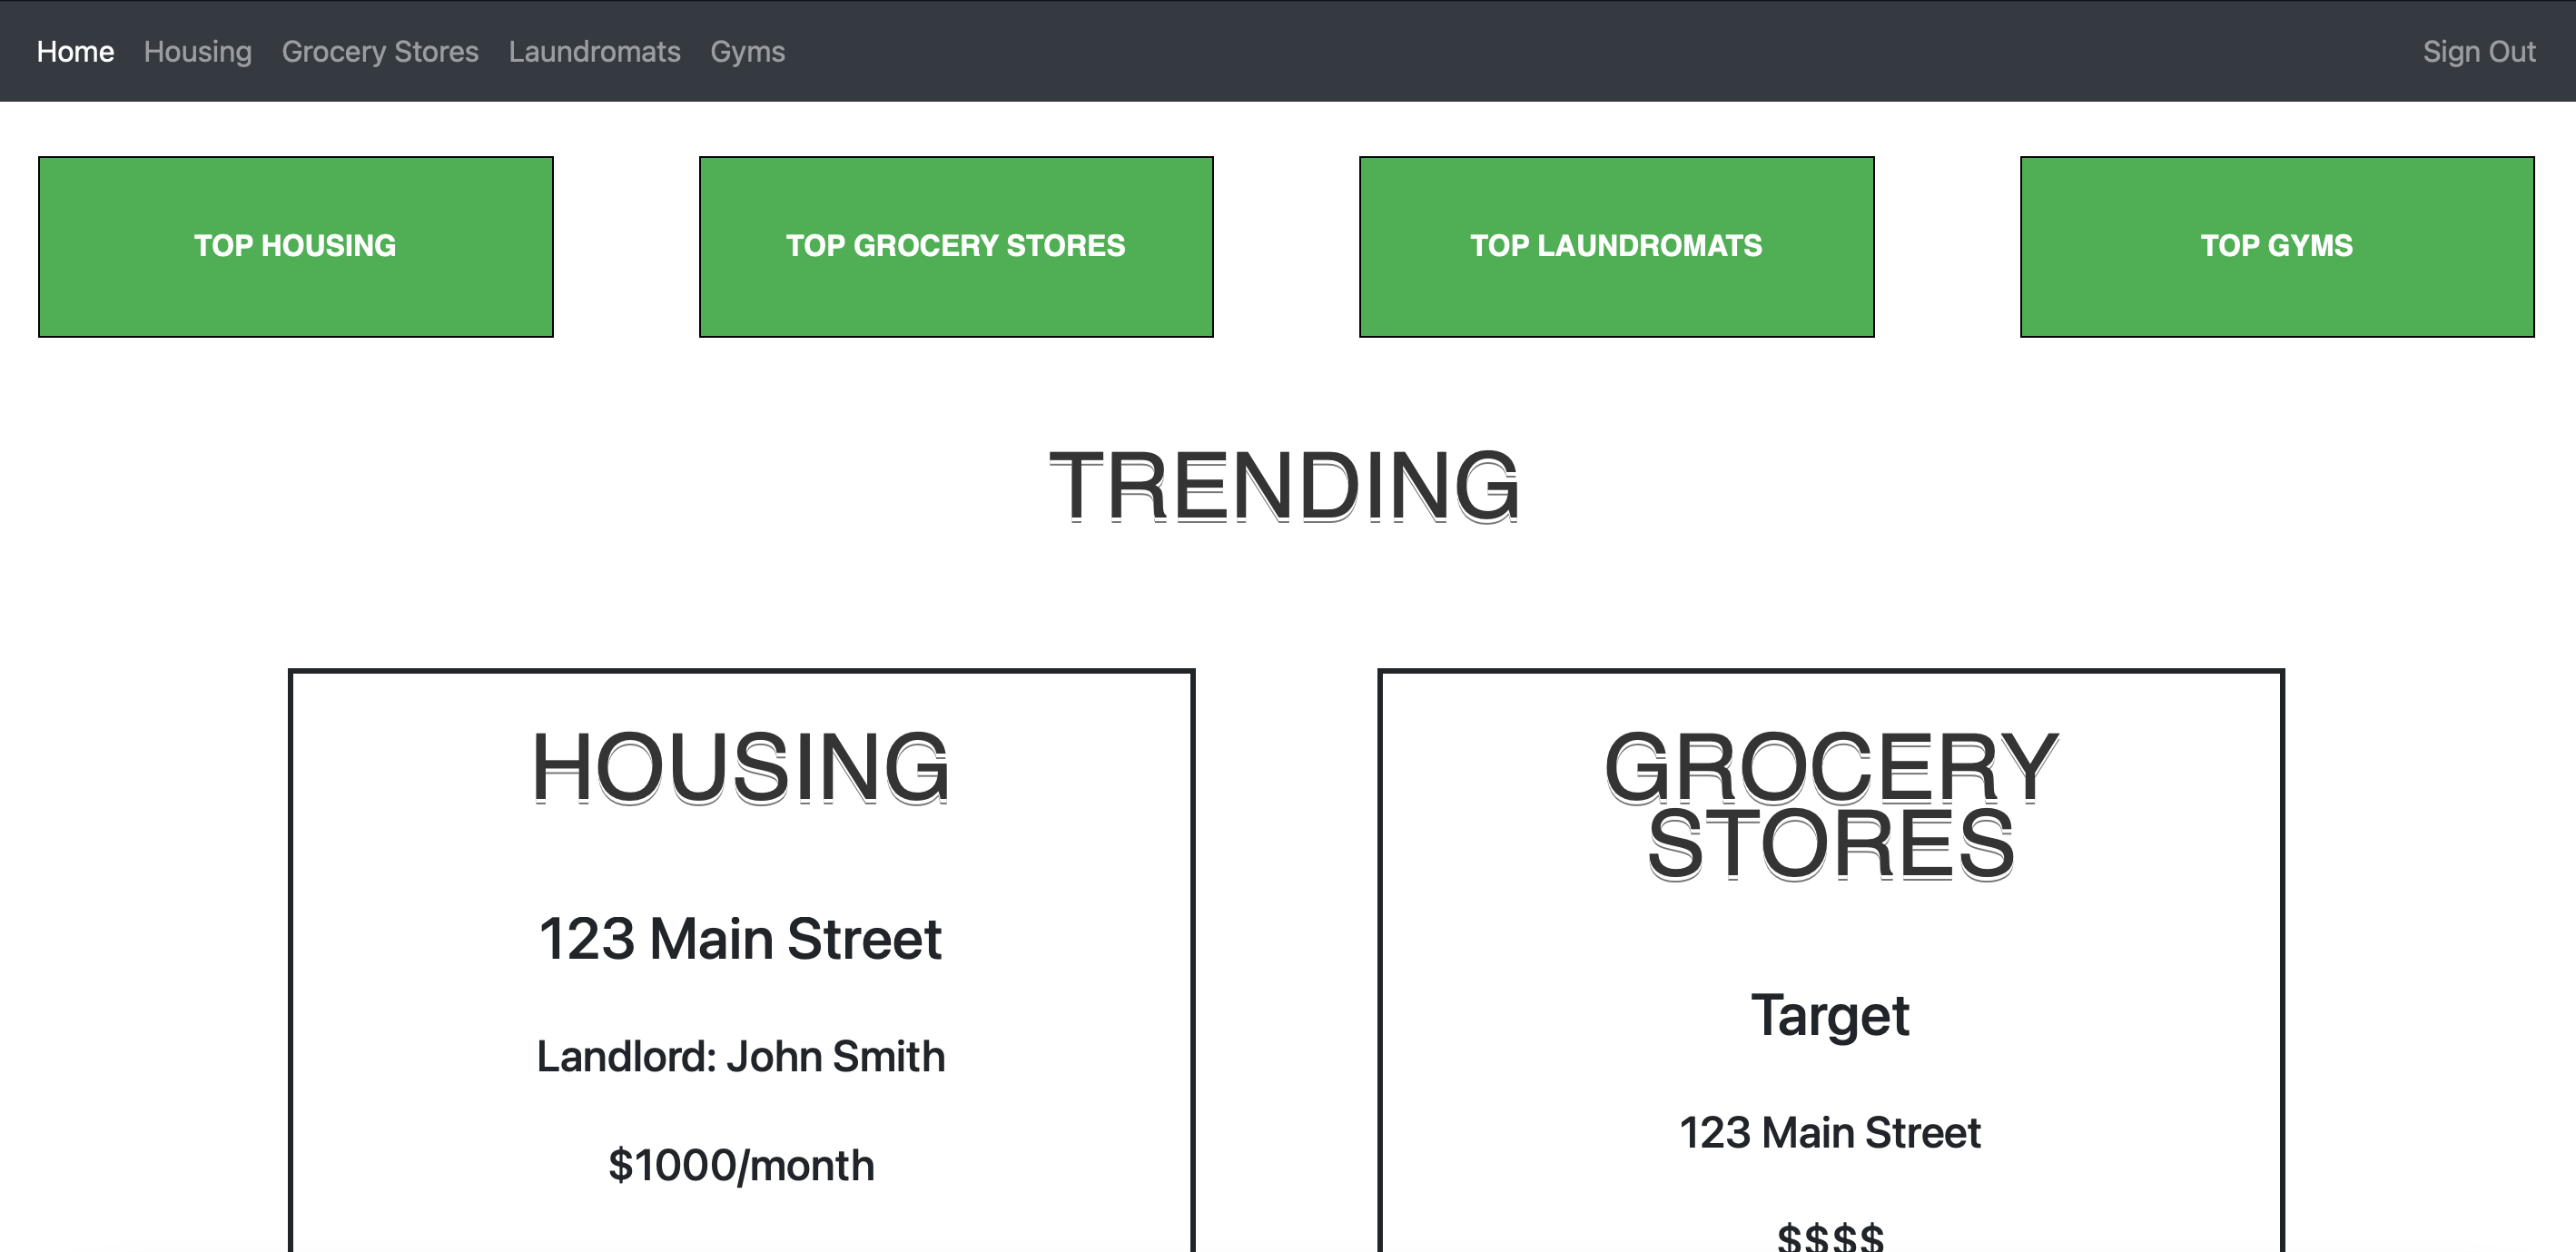 Home Housing Grocery Stores Laundromats Gyms Sign Out
TOP HOUSING TOP GROCERY STORES TOP LAUNDROMATS TOP GYMS
TRENDING
HOUSING
123 Main Street
Landlord: John Smith
$1000/month
GROCERY
STORES
Target
123 Main Street
$$$$